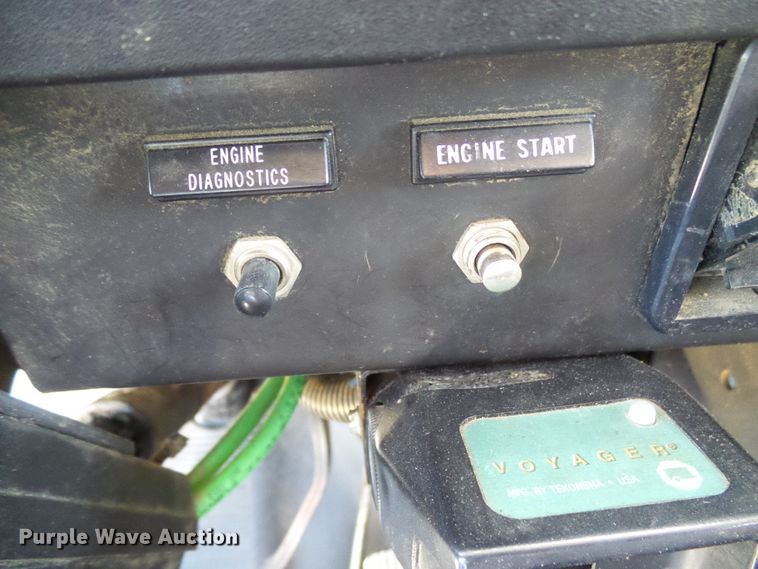 ENGINE
DIAGNOSTICS
ENGINE START
VOYAGER®
MFG. BY TEKONSHA • USA
Purple Wave Auction®